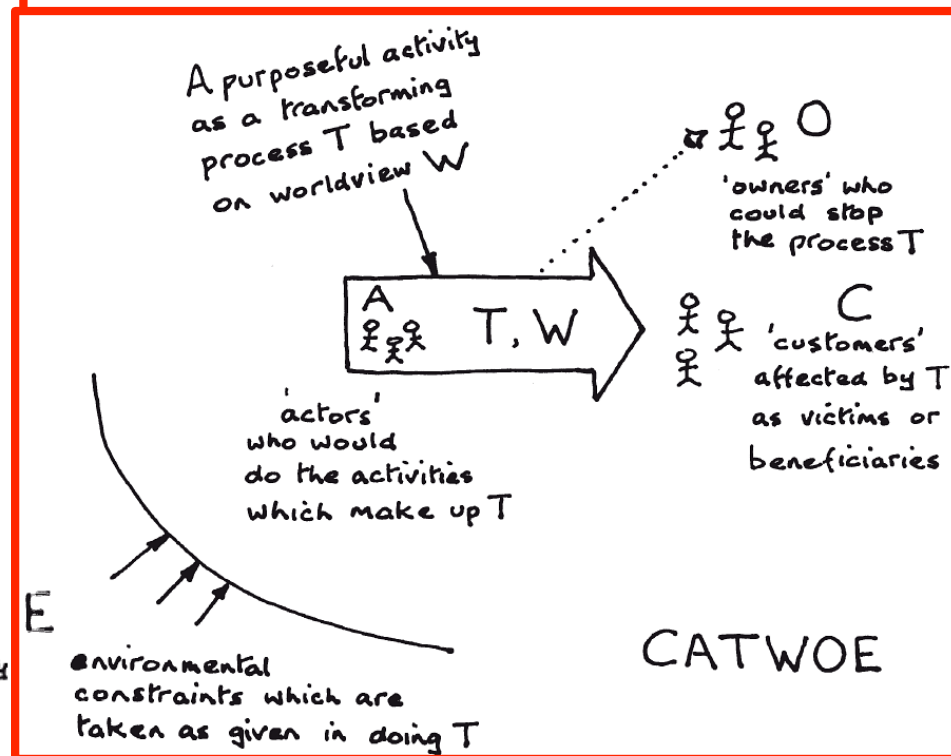 A purposeful activity
as a transforming
process T based
on worldview W
O
'owners' who
could stop
the process T
A
T, W
C
'customers'
affected by T
as victims or
beneficiaries
'actors'
who would
do the activities
which make up T
E
environmental
constraints which are
taken as given in doing T
CATWOE